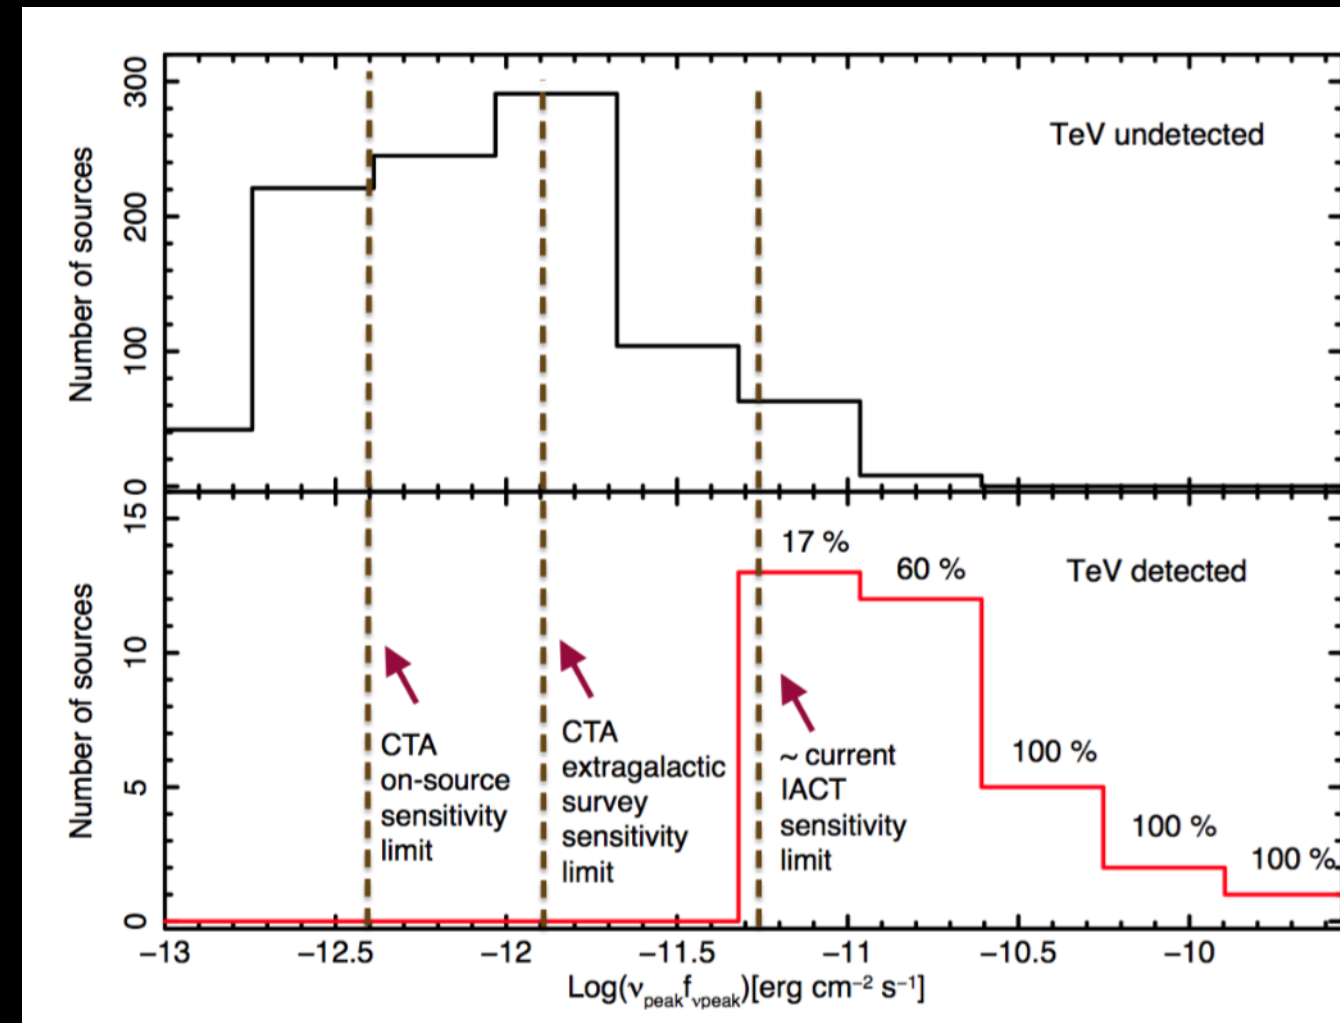 300
200
100
0
Number of sources
TeV undetected
15
10
5
0
Number of sources
17 %
60 %
TeV detected
100 %
100 %
100 %
CTA
on-source
sensitivity
limit
CTA
extragalactic
survey
sensitivity
limit
~ current
IACT
sensitivity
limit
−13 −12.5 −12 −11.5 −11 −10.5 −10
Log(νpeakfνpeak)[erg cm−2 s−1]